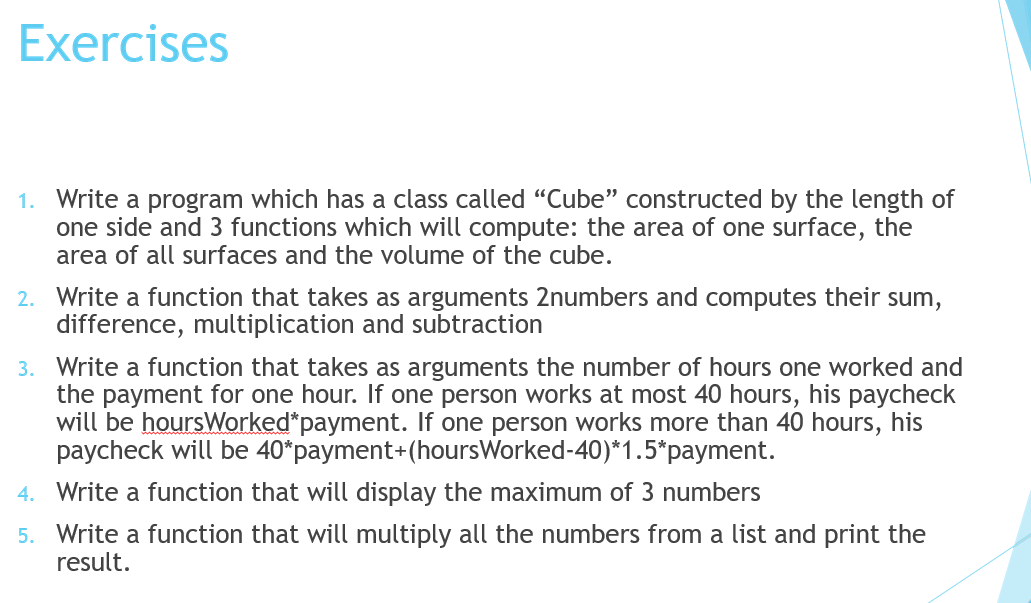 Exercises
1. Write a program which has a class called “Cube” constructed by the length of
one side and 3 functions which will compute: the area of one surface, the
area of all surfaces and the volume of the cube.
2. Write a function that takes as arguments 2numbers and computes their sum,
difference, multiplication and subtraction
3. Write a function that takes as arguments the number of hours one worked and
the payment for one hour. If one person works at most 40 hours, his paycheck
will be hoursWorked*payment. If one person works more than 40 hours, his
paycheck will be 40*payment+(hoursWorked-40)*1.5*payment.
4. Write a function that will display the maximum of 3 numbers
5. Write a function that will multiply all the numbers from a list and print the
result.